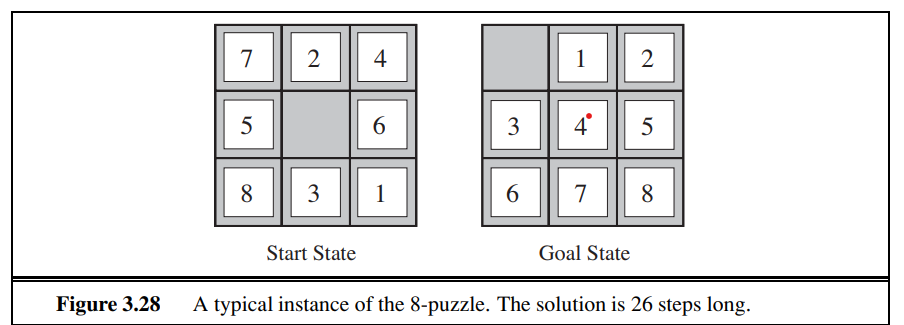 7 2 4 1 2
5 6 3 4 5
8 3 1 6 7 8
Start State Goal State
Figure 3.28 A typical instance of the 8-puzzle. The solution is 26 steps long.